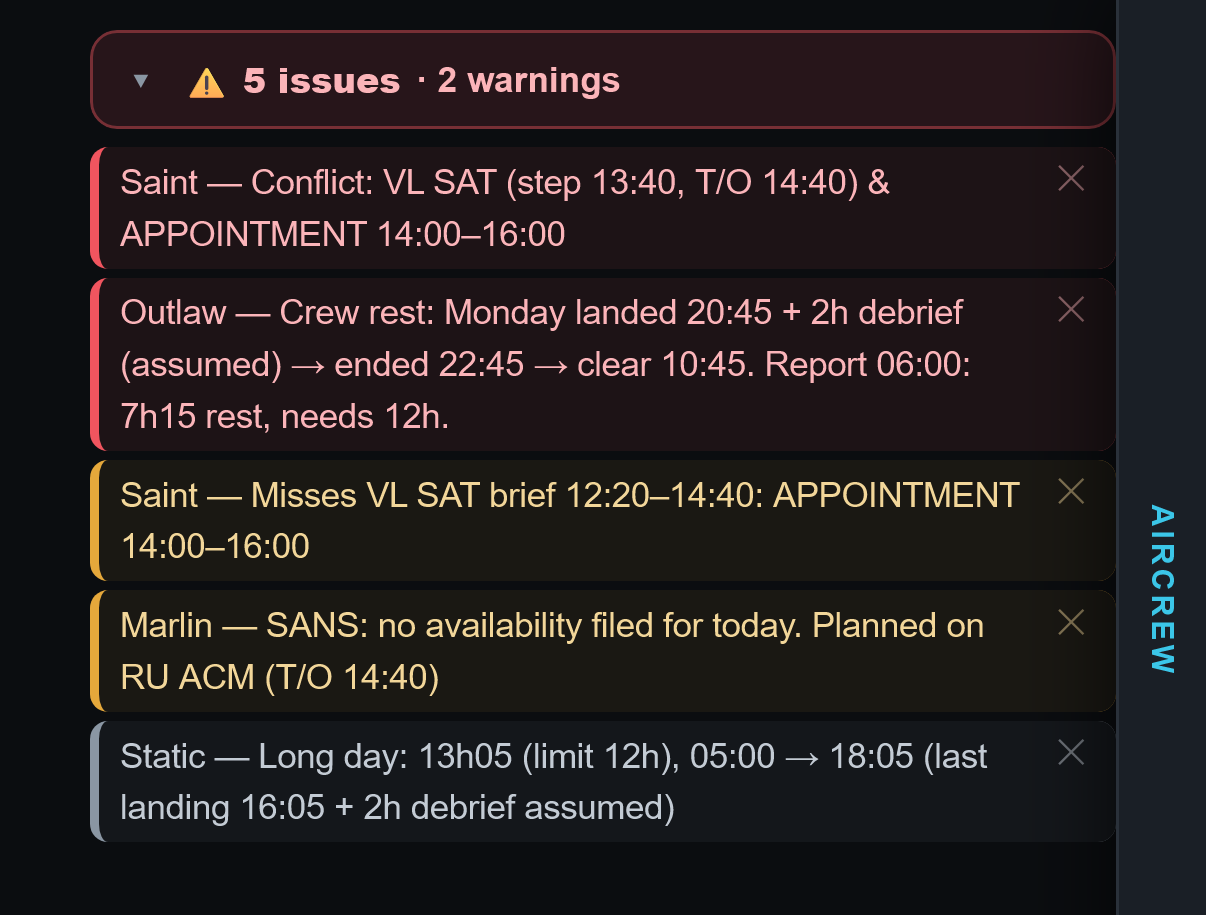 ▼ ⚠️ 5 issues · 2 warnings
Saint — Conflict: VL SAT (step 13:40, T/O 14:40) &
APPOINTMENT 14:00–16:00
Outlaw — Crew rest: Monday landed 20:45 + 2h debrief
(assumed) → ended 22:45 → clear 10:45. Report 06:00:
7h15 rest, needs 12h.
Saint — Misses VL SAT brief 12:20–14:40: APPOINTMENT
14:00–16:00
Marlin — SANS: no availability filed for today. Planned on
RU ACM (T/O 14:40)
Static — Long day: 13h05 (limit 12h), 05:00 → 18:05 (last
landing 16:05 + 2h debrief assumed)
AIRCREW